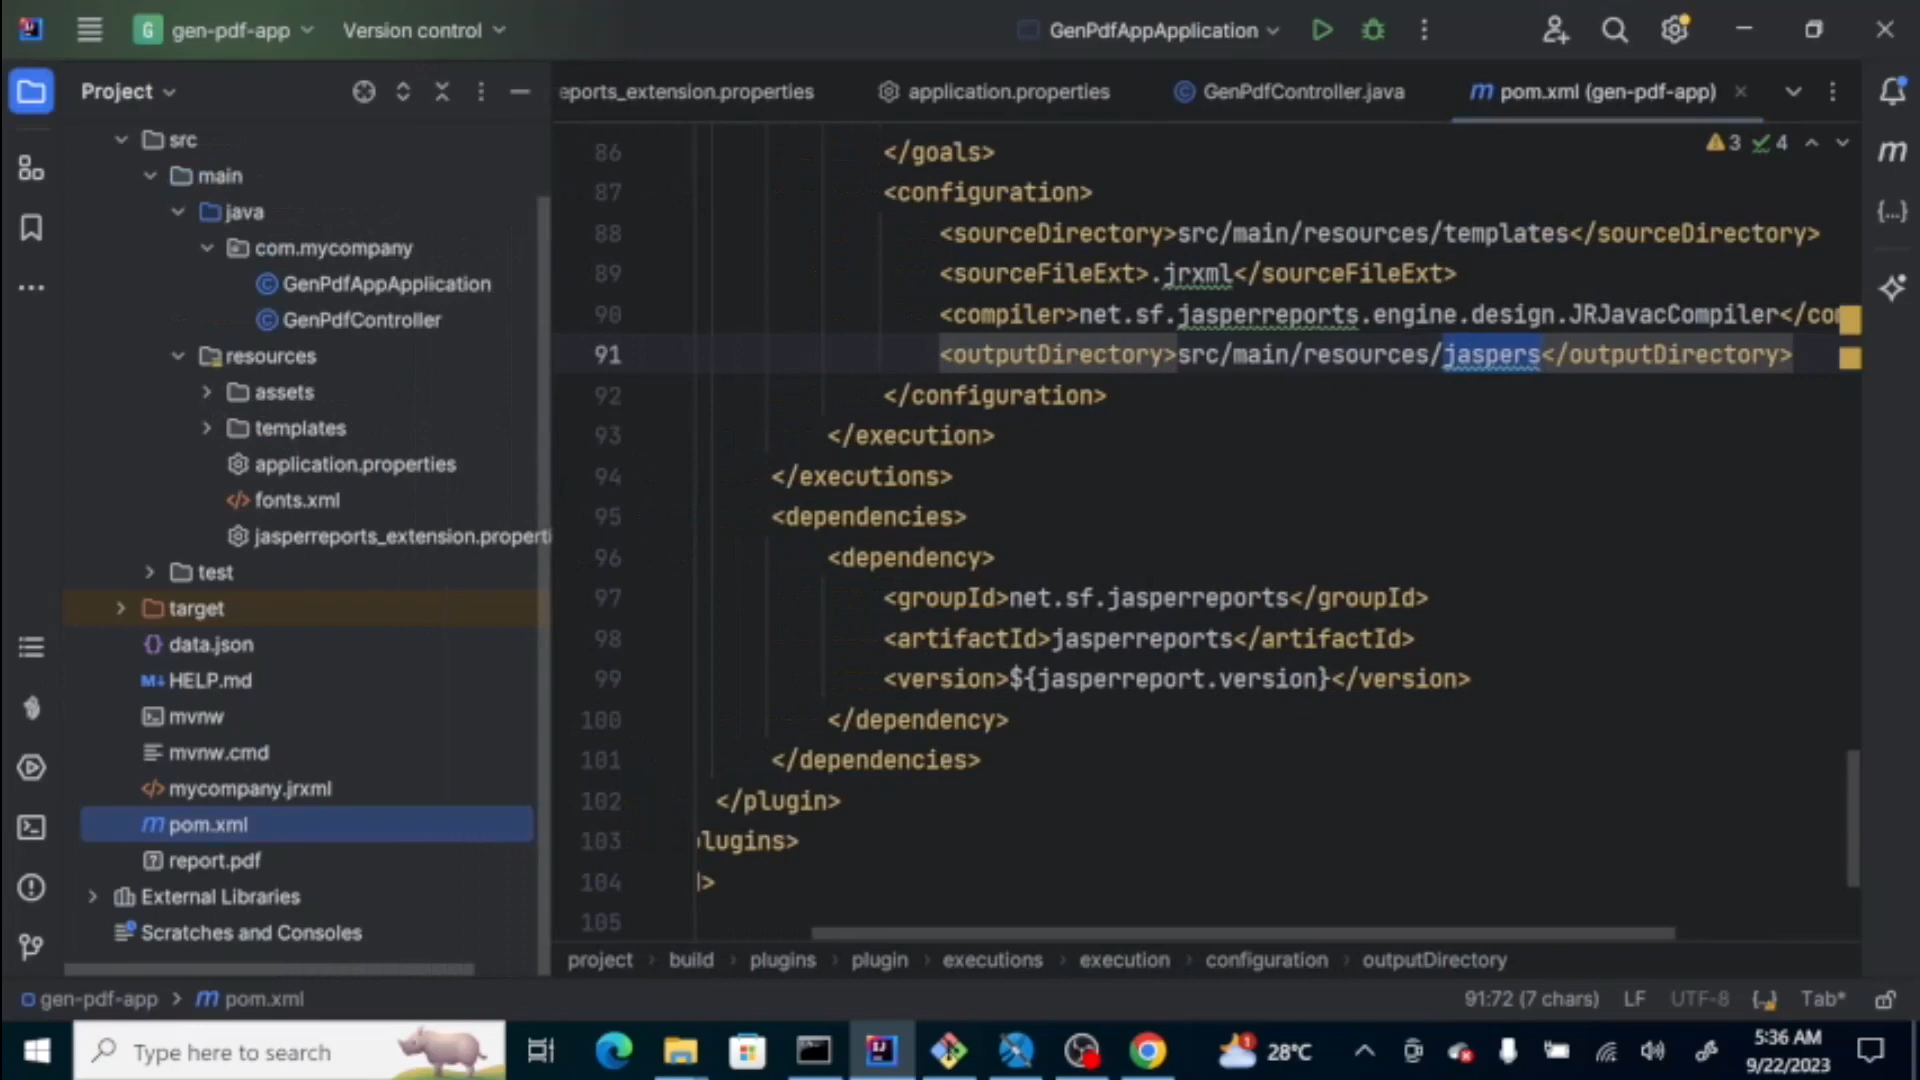 G gen-pdf-app Version control GenPdfAppApplication
Project
eports_extension.properties application.properties GenPdfController.java pom.xml (gen-pdf-app)
src
main
java
com.mycompany
GenPdfAppApplication
GenPdfController
resources
assets
templates
application.properties
fonts.xml
jasperreports_extension.properti
test
target
data.json
HELP.md
mvnw
mvnw.cmd
mycompany.jrxml
pom.xml
report.pdf
External Libraries
Scratches and Consoles
3 4
86 </goals>
87 <configuration>
88 <sourceDirectory>src/main/resources/templates</sourceDirectory>
89 <sourceFileExt>.jrxml</sourceFileExt>
90 <compiler>net.sf.jasperreports.engine.design.JRJavacCompiler</co
91 <outputDirectory>src/main/resources/jaspers</outputDirectory>
92 </configuration>
93 </execution>
94 </executions>
95 <dependencies>
96 <dependency>
97 <groupId>net.sf.jasperreports</groupId>
98 <artifactId>jasperreports</artifactId>
99 <version>${jasperreport.version}</version>
100 </dependency>
101 </dependencies>
102 </plugin>
103 lugins>
104 >
105
project > build > plugins > plugin > executions > execution > configuration > outputDirectory
gen-pdf-app > pom.xml 91:72 (7 chars) LF UTF-8 Tab*
Type here to search 28°C 5:36 AM
9/22/2023